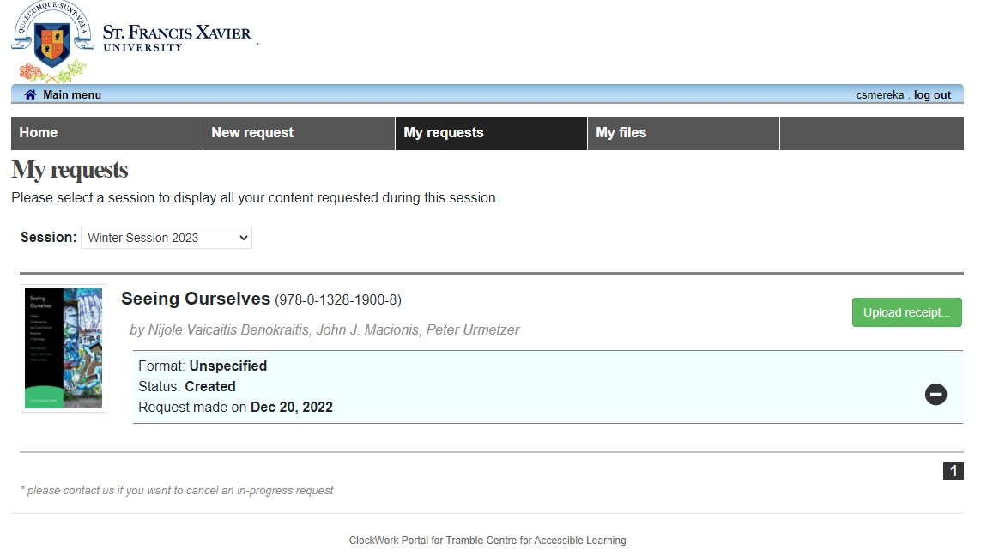 QUAECUMQUE·SUNT·VERA
St. Francis Xavier
UNIVERSITY
Main menu
csmereka . log out
Home
New request
My requests
My files
My requests
Please select a session to display all your content requested during this session.
Session: Winter Session 2023
Seeing
Ourselves
Seeing Ourselves (978-0-1328-1900-8)
Upload receipt...
by Nijole Vaicaitis Benokraitis, John J. Macionis, Peter Urmetzer
Format: Unspecified
Status: Created
Request made on Dec 20, 2022
1
* please contact us if you want to cancel an in-progress request
ClockWork Portal for Tramble Centre for Accessible Learning